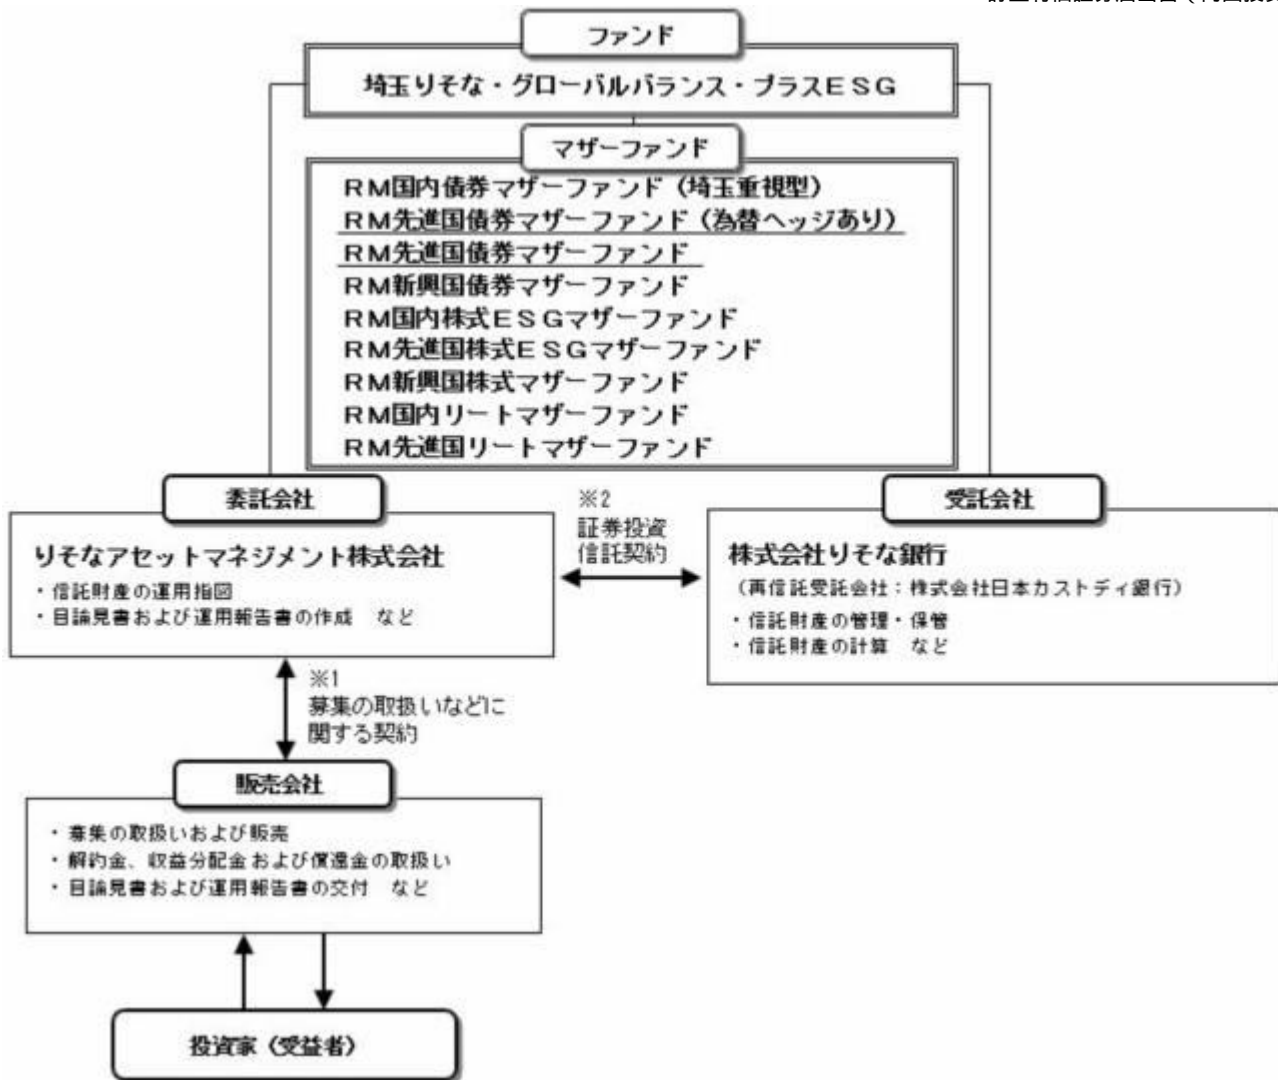 ファンド
埼玉りそな・グローバルバランス・プラスESG
マザーファンド
RM国内債券マザーファンド(埼玉重視型)
RM先進国債券マザーファンド(為替ヘッジあり)
RM先進国債券マザーファンド
RM新興国債券マザーファンド
RM国内株式ESGマザーファンド
RM先進国株式ESGマザーファンド
RM新興国株式マザーファンド
RM国内リートマザーファンド
RM先進国リートマザーファンド
委託会社
りそなアセットマネジメント株式会社
・信託財産の運用指図
・目論見書および運用報告書の作成 など
※2
証券投資
信託契約
受託会社
株式会社りそな銀行
(再信託受託会社:株式会社日本カストディ銀行)
・信託財産の管理・保管
・信託財産の計算 など
※1
募集の取扱いなどに
関する契約
販売会社
・募集の取扱いおよび販売
・解約金、収益分配金および償還金の取扱い
・目論見書および運用報告書の交付 など
投資家(受益者)